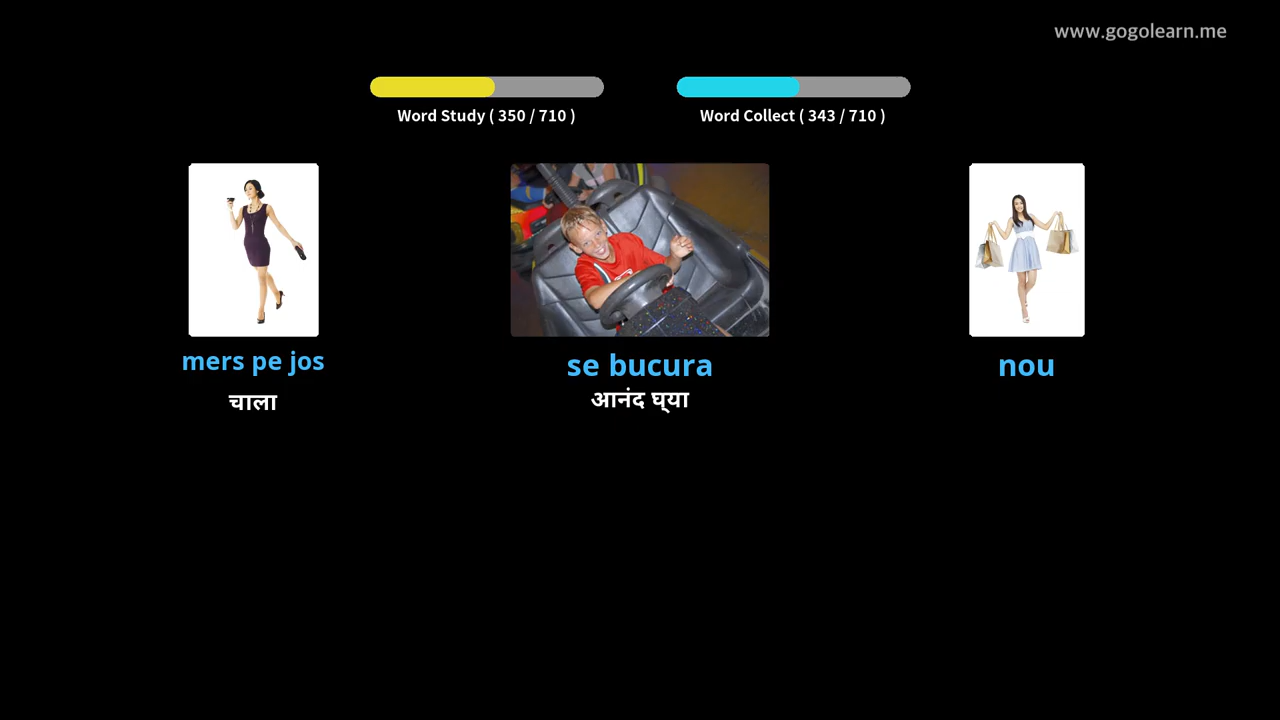 www.gogolearn.me
Word Study ( 350 / 710 )
Word Collect ( 343 / 710 )
mers pe jos
चाला
se bucura
आनंद घ्या
nou